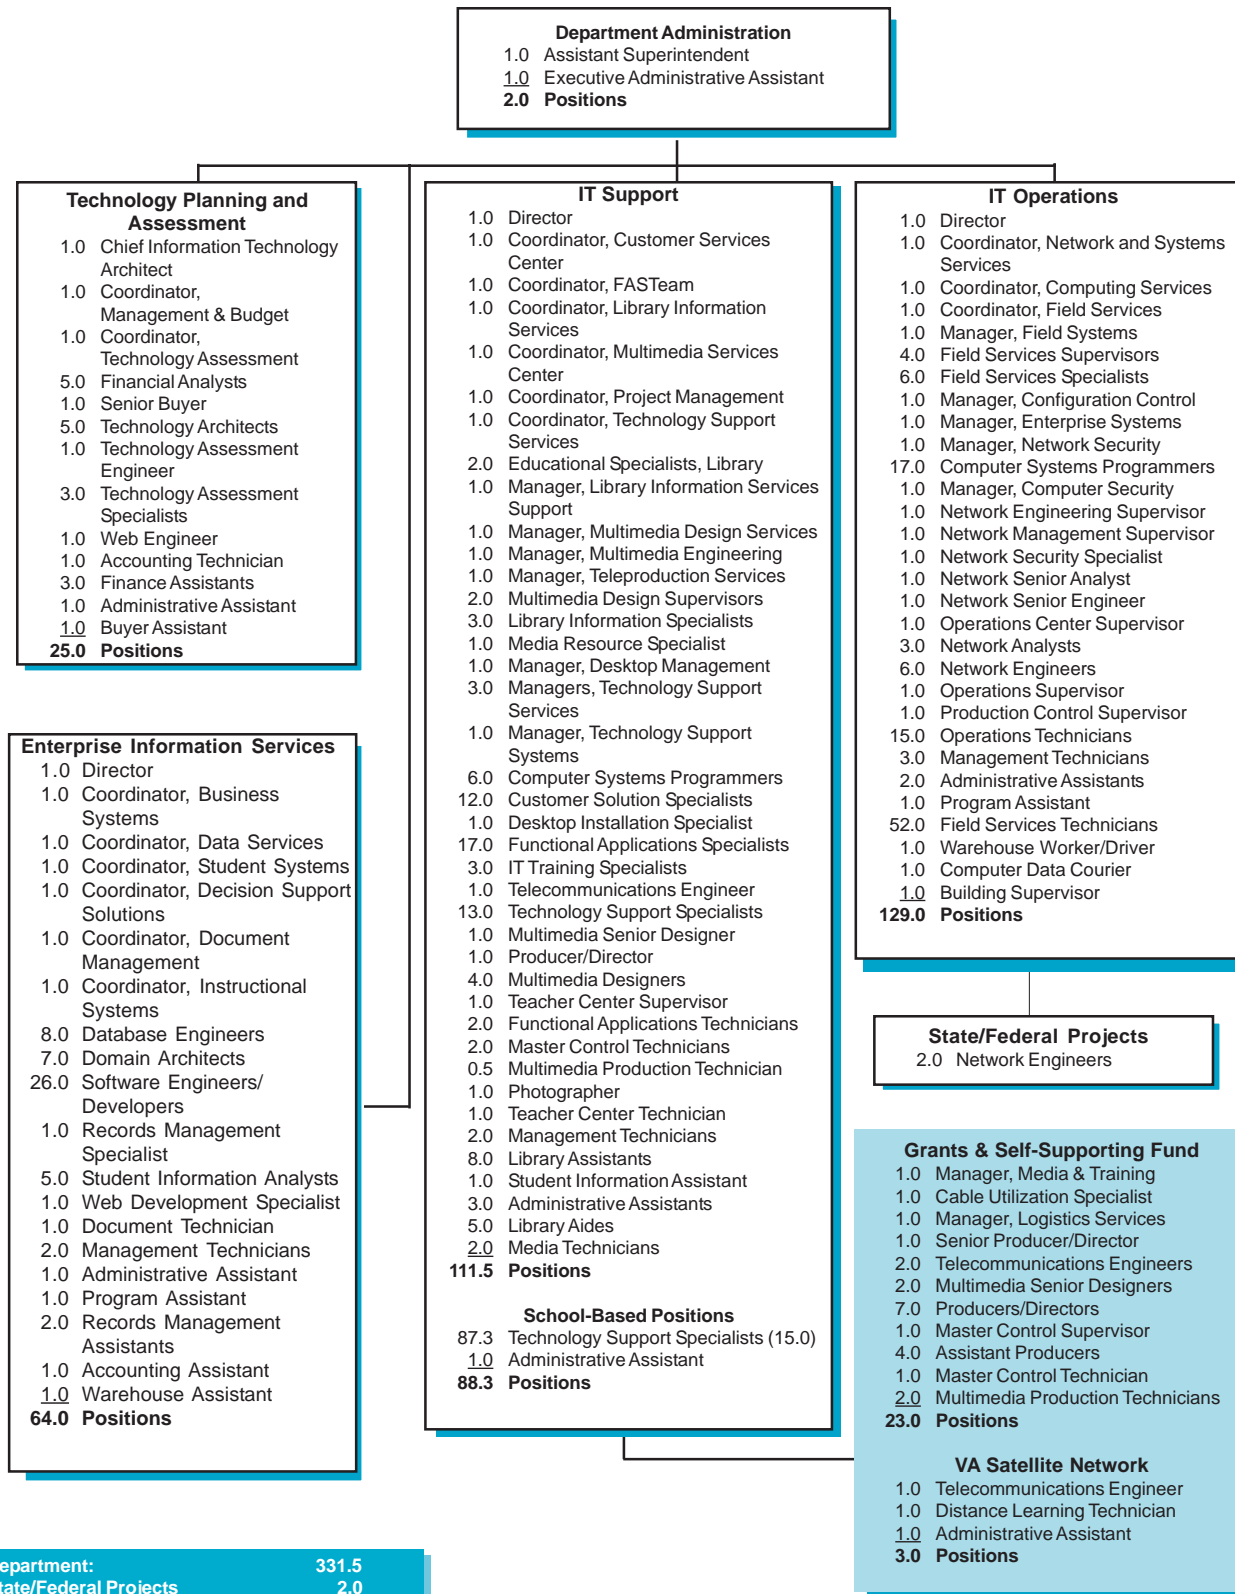 Department Administration
1.0 Assistant Superintendent
1.0 Executive Administrative Assistant
2.0 Positions
Technology Planning and
Assessment
1.0 Chief Information Technology
Architect
1.0 Coordinator,
Management & Budget
1.0 Coordinator,
Technology Assessment
5.0 Financial Analysts
1.0 Senior Buyer
5.0 Technology Architects
1.0 Technology Assessment
Engineer
3.0 Technology Assessment
Specialists
1.0 Web Engineer
1.0 Accounting Technician
3.0 Finance Assistants
1.0 Administrative Assistant
1.0 Buyer Assistant
25.0 Positions
Enterprise Information Services
1.0 Director
1.0 Coordinator, Business
Systems
1.0 Coordinator, Data Services
1.0 Coordinator, Student Systems
1.0 Coordinator, Decision Support
Solutions
1.0 Coordinator, Document
Management
1.0 Coordinator, Instructional
Systems
8.0 Database Engineers
7.0 Domain Architects
26.0 Software Engineers/
Developers
1.0 Records Management
Specialist
5.0 Student Information Analysts
1.0 Web Development Specialist
1.0 Document Technician
2.0 Management Technicians
1.0 Administrative Assistant
1.0 Program Assistant
2.0 Records Management
Assistants
1.0 Accounting Assistant
1.0 Warehouse Assistant
64.0 Positions
IT Support
1.0 Director
1.0 Coordinator, Customer Services
Center
1.0 Coordinator, FASTeam
1.0 Coordinator, Library Information
Services
1.0 Coordinator, Multimedia Services
Center
1.0 Coordinator, Project Management
1.0 Coordinator, Technology Support
Services
2.0 Educational Specialists, Library
1.0 Manager, Library Information Services
Support
1.0 Manager, Multimedia Design Services
1.0 Manager, Multimedia Engineering
1.0 Manager, Teleproduction Services
2.0 Multimedia Design Supervisors
3.0 Library Information Specialists
1.0 Media Resource Specialist
1.0 Manager, Desktop Management
3.0 Managers, Technology Support
Services
1.0 Manager, Technology Support
Systems
6.0 Computer Systems Programmers
12.0 Customer Solution Specialists
1.0 Desktop Installation Specialist
17.0 Functional Applications Specialists
3.0 IT Training Specialists
1.0 Telecommunications Engineer
13.0 Technology Support Specialists
1.0 Multimedia Senior Designer
1.0 Producer/Director
4.0 Multimedia Designers
1.0 Teacher Center Supervisor
2.0 Functional Applications Technicians
2.0 Master Control Technicians
0.5 Multimedia Production Technician
1.0 Photographer
1.0 Teacher Center Technician
2.0 Management Technicians
8.0 Library Assistants
1.0 Student Information Assistant
3.0 Administrative Assistants
5.0 Library Aides
2.0 Media Technicians
111.5 Positions
School-Based Positions
87.3 Technology Support Specialists (15.0)
1.0 Administrative Assistant
88.3 Positions
IT Operations
1.0 Director
1.0 Coordinator, Network and Systems
Services
1.0 Coordinator, Computing Services
1.0 Coordinator, Field Services
1.0 Manager, Field Systems
4.0 Field Services Supervisors
6.0 Field Services Specialists
1.0 Manager, Configuration Control
1.0 Manager, Enterprise Systems
1.0 Manager, Network Security
17.0 Computer Systems Programmers
1.0 Manager, Computer Security
1.0 Network Engineering Supervisor
1.0 Network Management Supervisor
1.0 Network Security Specialist
1.0 Network Senior Analyst
1.0 Network Senior Engineer
1.0 Operations Center Supervisor
3.0 Network Analysts
6.0 Network Engineers
1.0 Operations Supervisor
1.0 Production Control Supervisor
15.0 Operations Technicians
3.0 Management Technicians
2.0 Administrative Assistants
1.0 Program Assistant
52.0 Field Services Technicians
1.0 Warehouse Worker/Driver
1.0 Computer Data Courier
1.0 Building Supervisor
129.0 Positions
State/Federal Projects
2.0 Network Engineers
Grants & Self-Supporting Fund
1.0 Manager, Media & Training
1.0 Cable Utilization Specialist
1.0 Manager, Logistics Services
1.0 Senior Producer/Director
2.0 Telecommunications Engineers
2.0 Multimedia Senior Designers
7.0 Producers/Directors
1.0 Master Control Supervisor
4.0 Assistant Producers
1.0 Master Control Technician
2.0 Multimedia Production Technicians
23.0 Positions
VA Satellite Network
1.0 Telecommunications Engineer
1.0 Distance Learning Technician
1.0 Administrative Assistant
3.0 Positions
epartment: 331.5
tate/Federal Projects 2.0